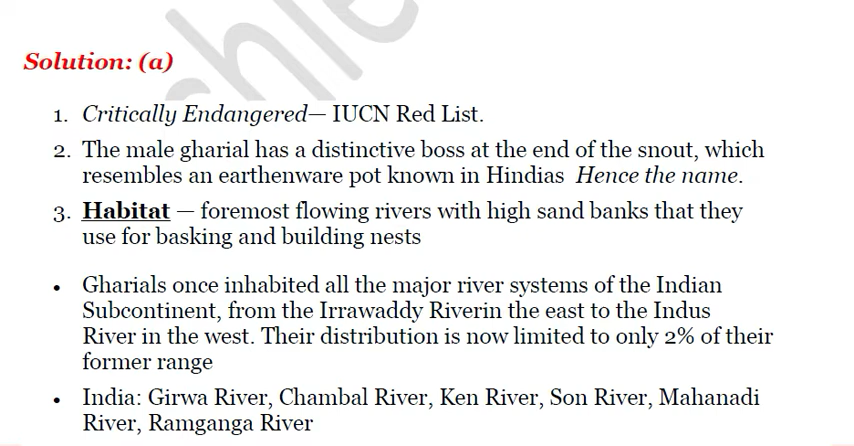 Solution: (a)
1. Critically Endangered— IUCN Red List.
2. The male gharial has a distinctive boss at the end of the snout, which
resembles an earthenware pot known in Hindias Hence the name.
3. Habitat — foremost flowing rivers with high sand banks that they
use for basking and building nests
• Gharials once inhabited all the major river systems of the Indian
Subcontinent, from the Irrawaddy Riverin the east to the Indus
River in the west. Their distribution is now limited to only 2% of their
former range
• India: Girwa River, Chambal River, Ken River, Son River, Mahanadi
River, Ramganga River